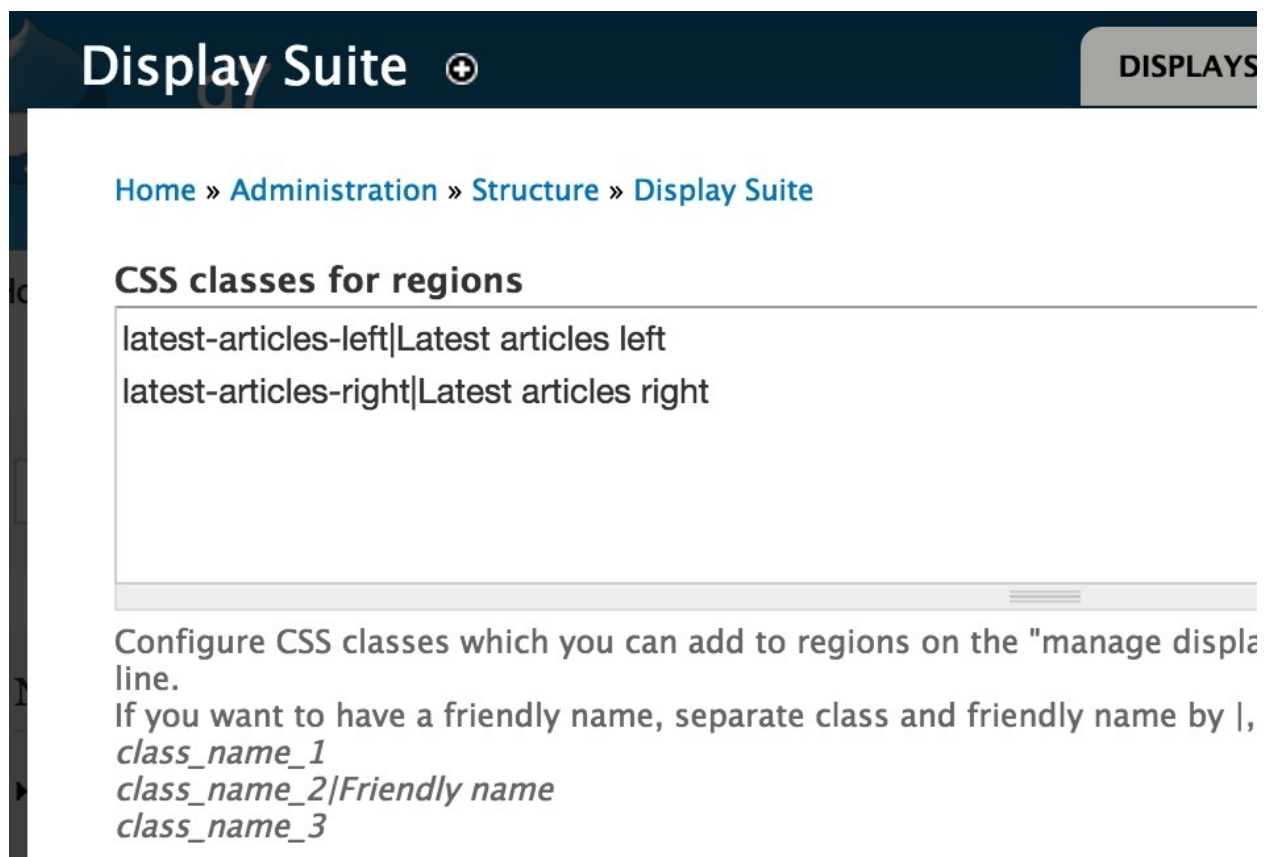 Display Suite
d7
DISPLAYS
Home » Administration » Structure » Display Suite
CSS classes for regions
latest-articles-left|Latest articles left
latest-articles-right|Latest articles right
Configure CSS classes which you can add to regions on the "manage displa
line.
If you want to have a friendly name, separate class and friendly name by |,
class_name_1
class_name_2|Friendly name
class_name_3